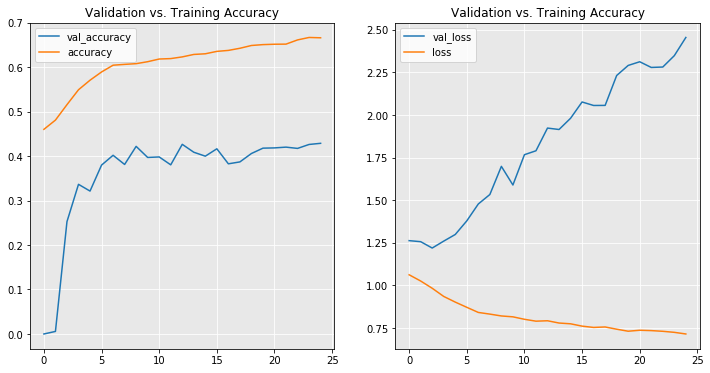 Validation vs. Training Accuracy
val_accuracy
accuracy
0.7
0.6
0.5
0.4
0.3
0.2
0.1
0.0
0 5 10 15 20 25
Validation vs. Training Accuracy
val_loss
loss
2.50
2.25
2.00
1.75
1.50
1.25
1.00
0.75
0 5 10 15 20 25